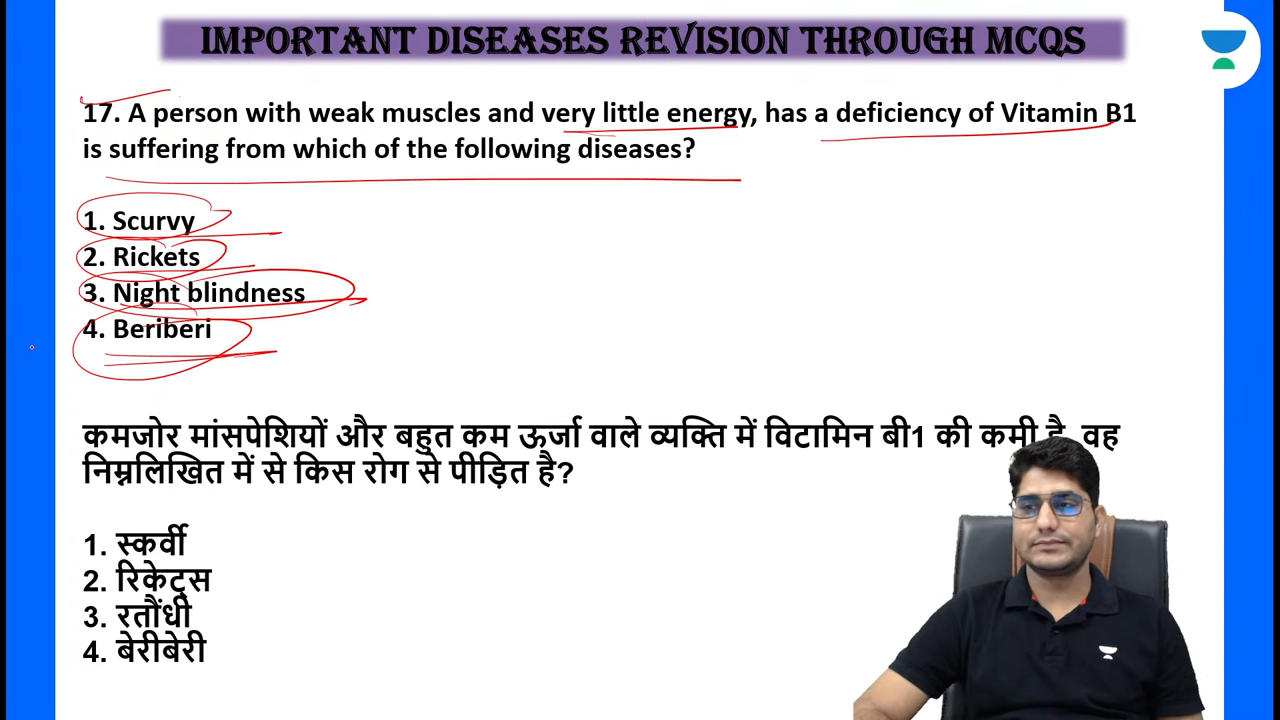 IMPORTANT DISEASES REVISION THROUGH MCQS
17. A person with weak muscles and very little energy, has a deficiency of Vitamin B1
is suffering from which of the following diseases?
1. Scurvy
2. Rickets
3. Night blindness
4. Beriberi
कमजोर मांसपेशियों और बहुत कम ऊर्जा वाले व्यक्ति में विटामिन बी1 की कमी है वह
निम्नलिखित में से किस रोग से पीड़ित है?
1. स्कर्वी
2. रिकेट्स
3. रतौंधी
4. बेरीबेरी